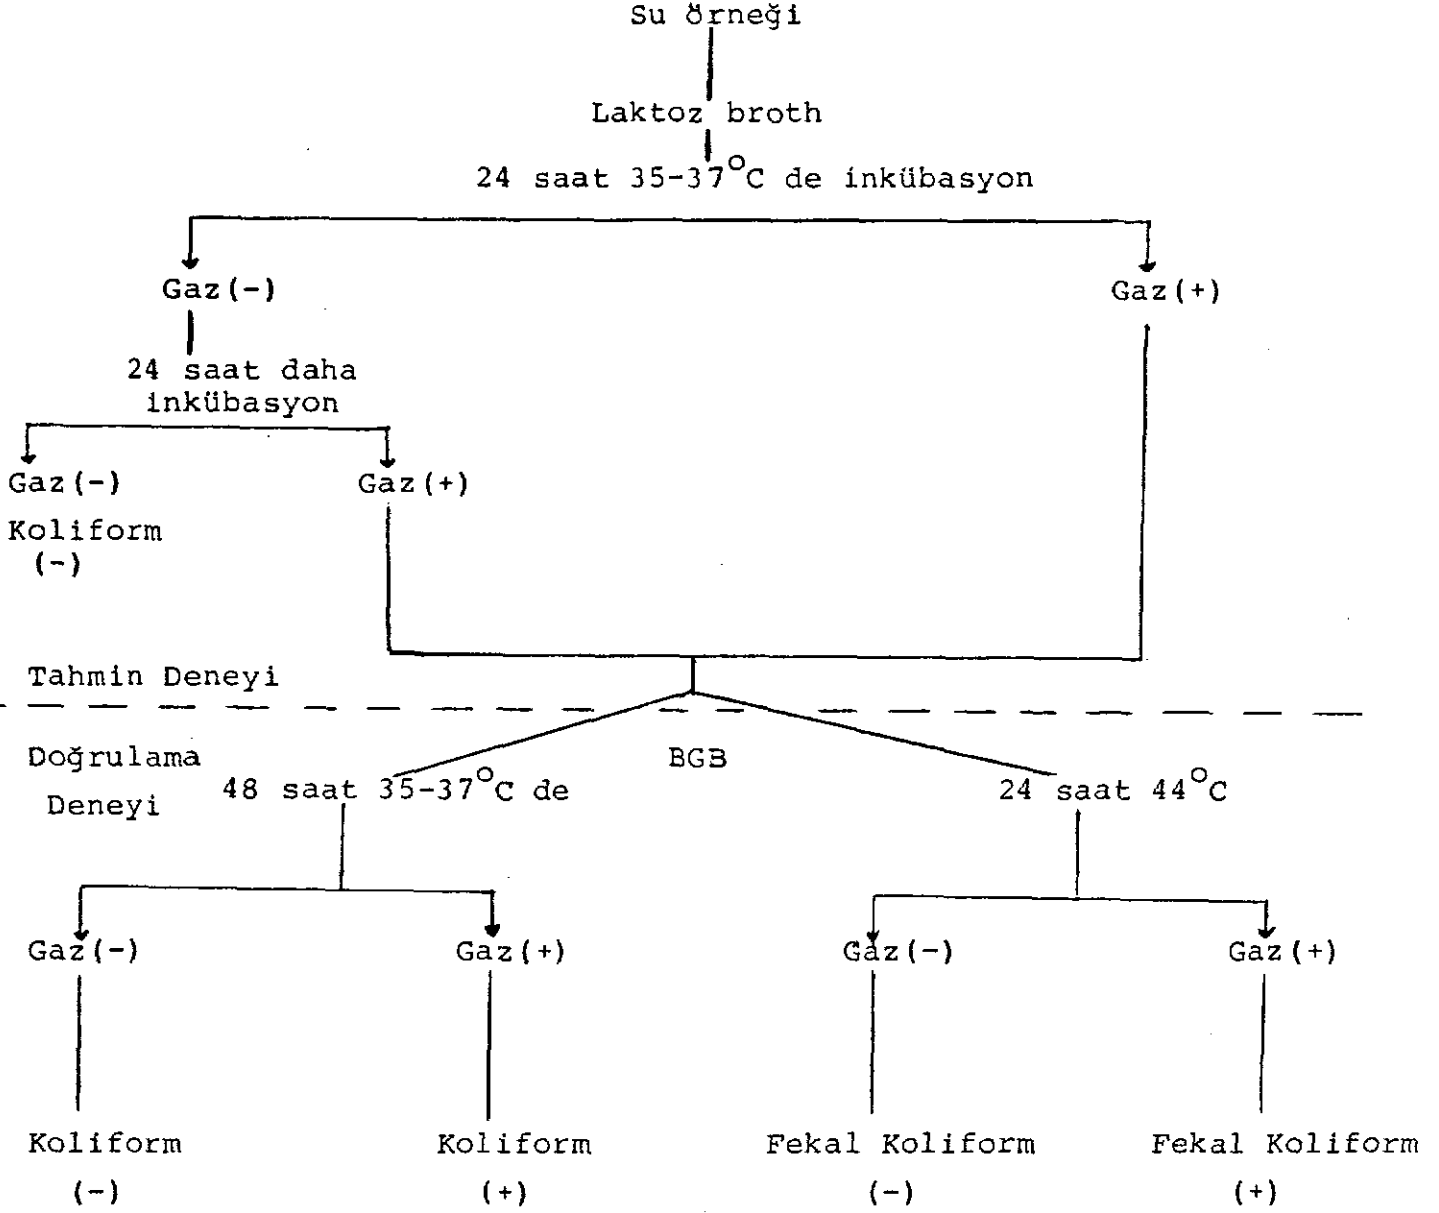 Su Örneği
Laktoz broth
24 saat 35-37°C de inkübasyon
Gaz(-)
Gaz(+)
24 saat daha
inkübasyon
Gaz(-)
Gaz(+)
Koliform
(-)
Tahmin Deneyi
Doğrulama
Deneyi
BGB
48 saat 35-37°C de
24 saat 44°C
Gaz(-)
Gaz(+)
Gaz(-)
Gaz(+)
Koliform
(-)
Koliform
(+)
Fekal Koliform
(-)
Fekal Koliform
(+)